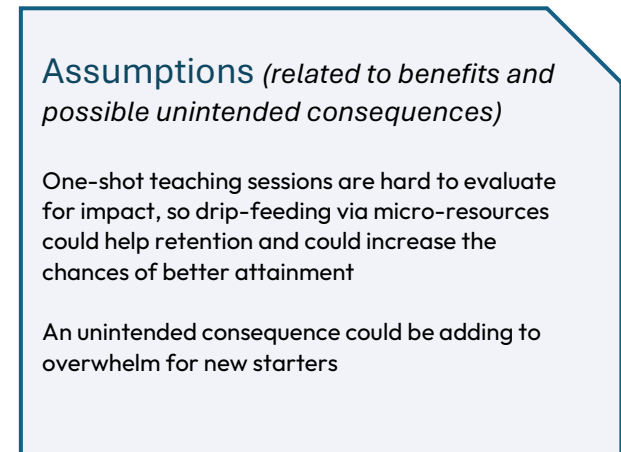 Assumptions (related to benefits and
possible unintended consequences)
One-shot teaching sessions are hard to evaluate
for impact, so drip-feeding via micro-resources
could help retention and could increase the
chances of better attainment
An unintended consequence could be adding to
overwhelm for new starters